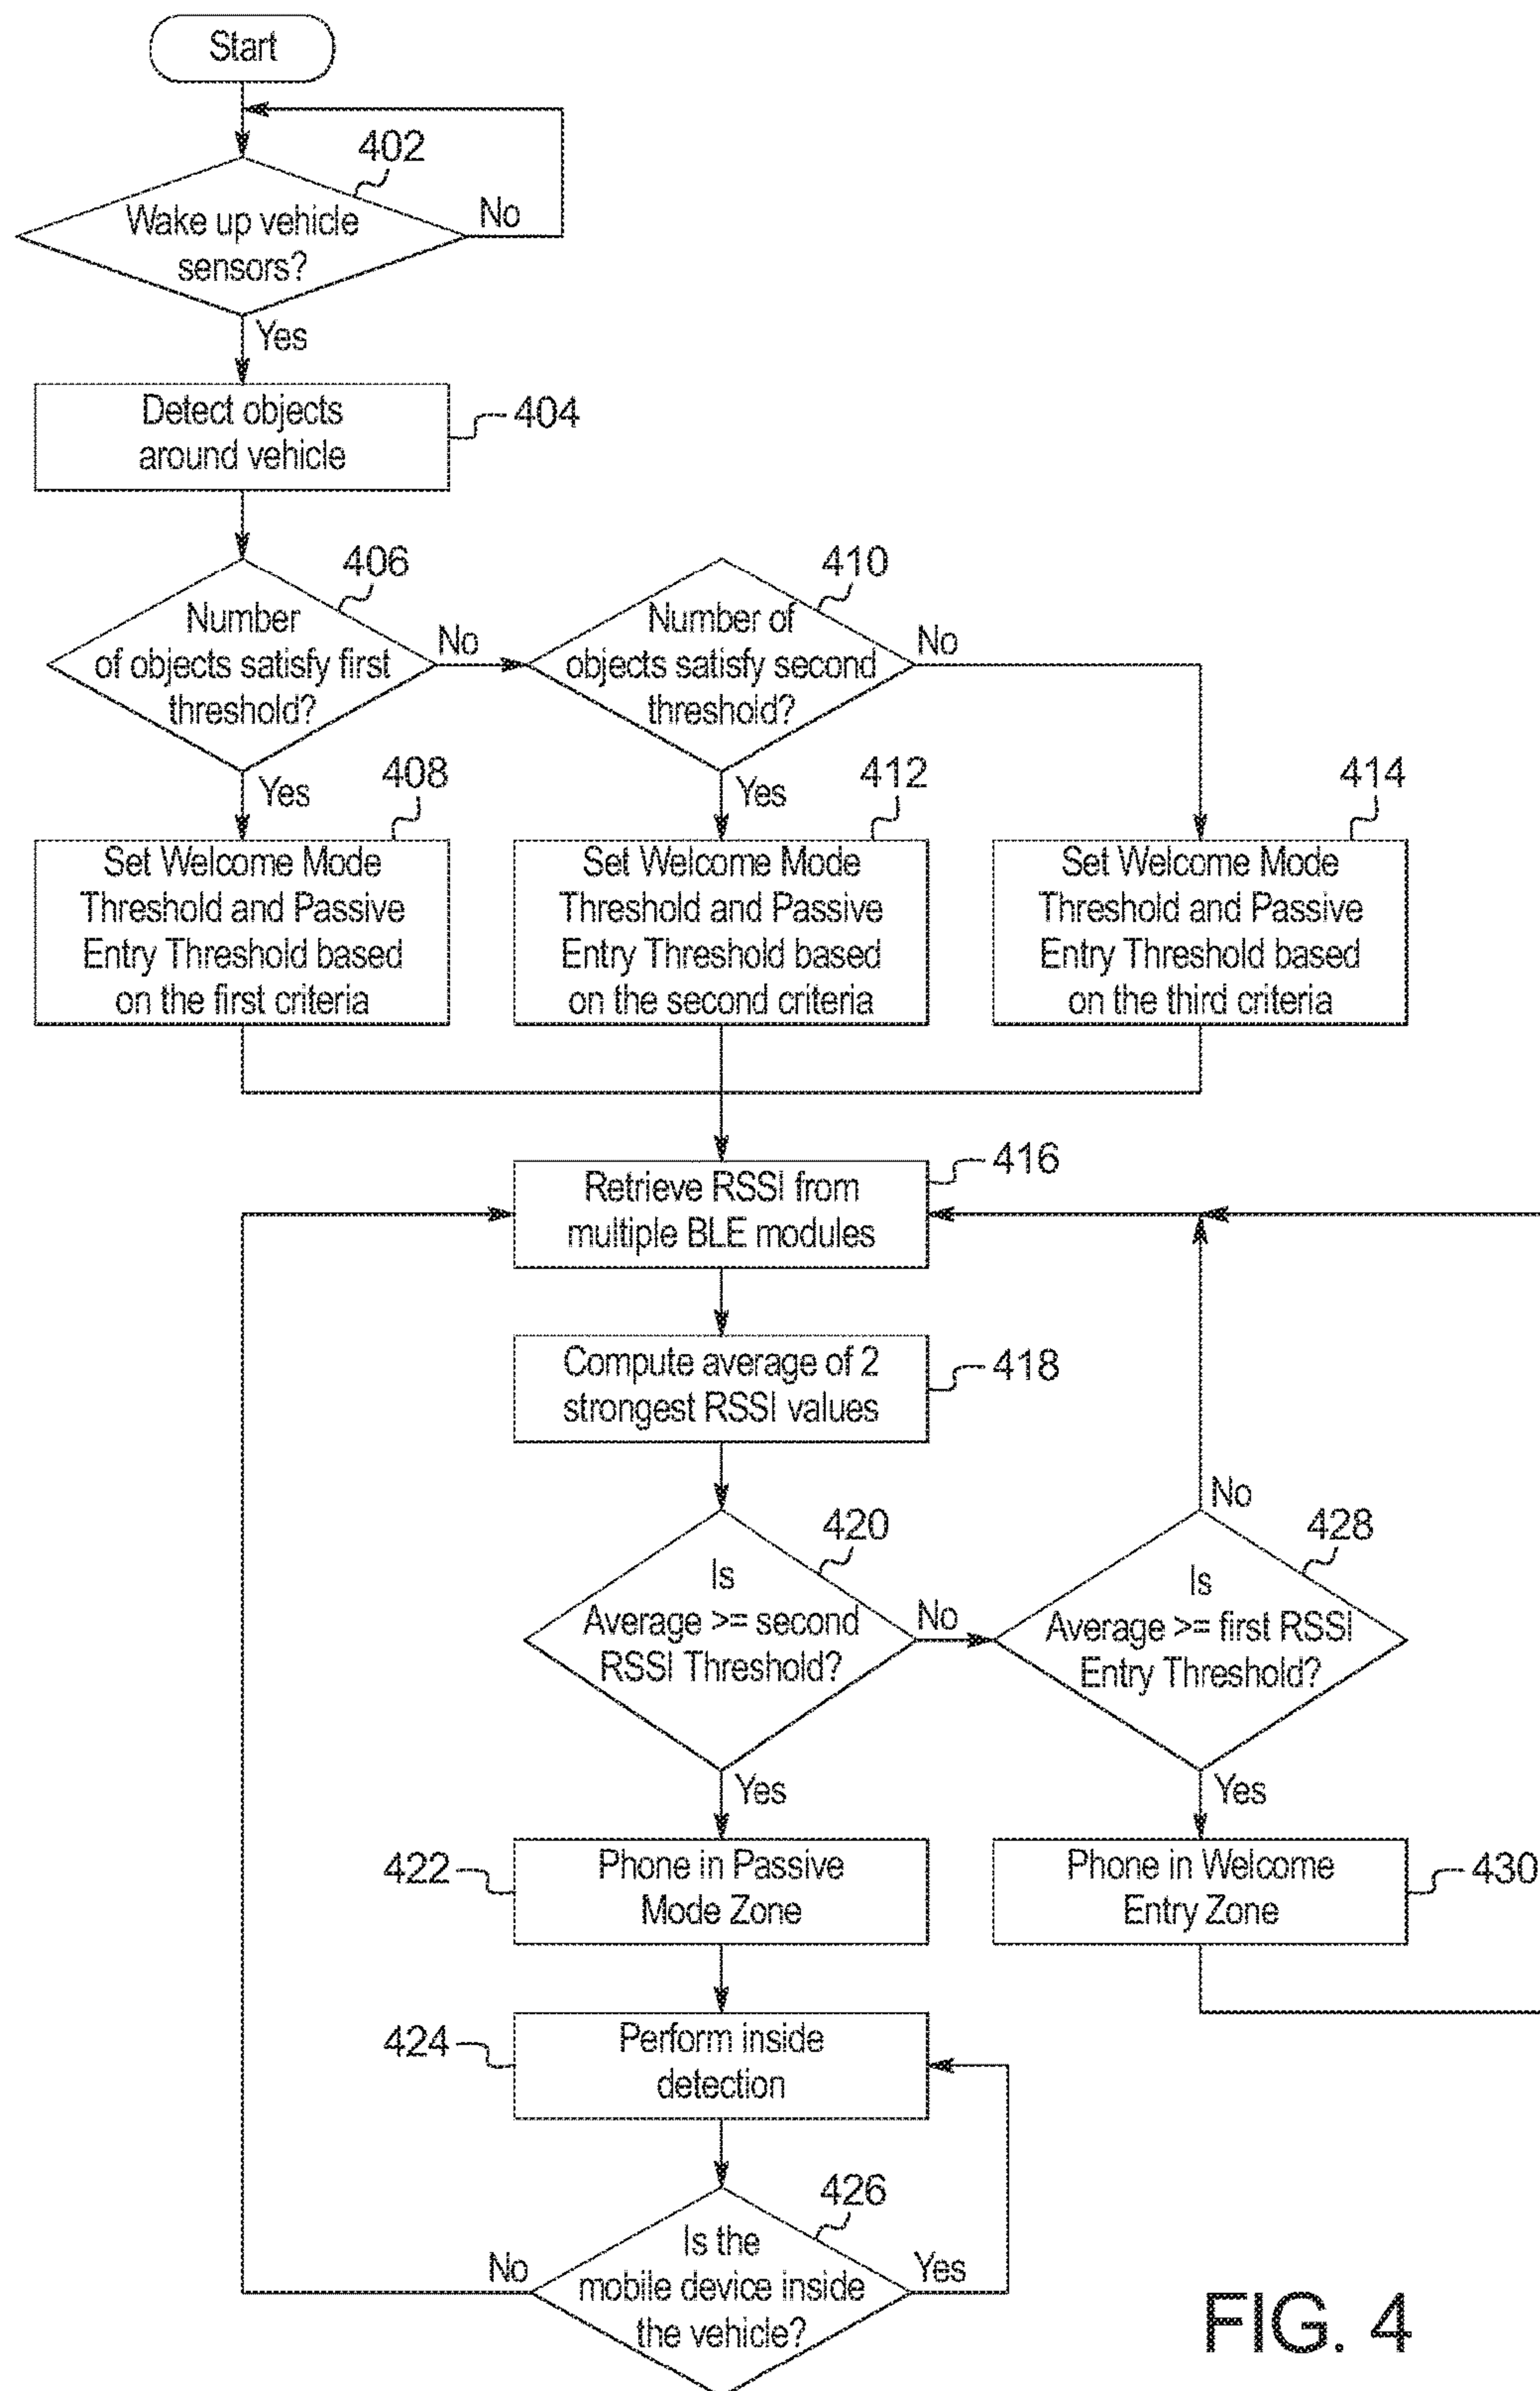 Start
402
Wake up vehicle
sensors?
No
Yes
Detect objects
around vehicle
404
406
Number
of objects satisfy first
threshold?
No
Yes
410
Number of
objects satisfy second
threshold?
No
Yes
408
Set Welcome Mode
Threshold and Passive
Entry Threshold based
on the first criteria
412
Set Welcome Mode
Threshold and Passive
Entry Threshold based
on the second criteria
414
Set Welcome Mode
Threshold and Passive
Entry Threshold based
on the third criteria
Retrieve RSSI from
multiple BLE modules
416
Compute average of 2
strongest RSSI values
418
420
Is
Average >= second
RSSI Threshold?
No
Yes
428
No
Is
Average >= first RSSI
Entry Threshold?
Yes
422
Phone in Passive
Mode Zone
Phone in Welcome
Entry Zone
430
424
Perform inside
detection
426
Is the
mobile device inside
the vehicle?
No
Yes
FIG. 4